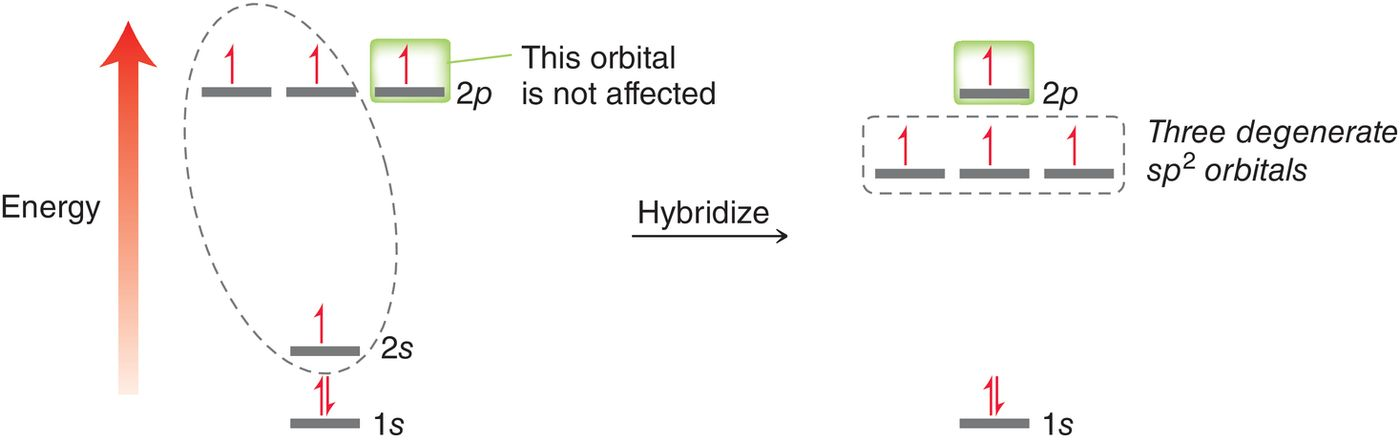 This orbital
is not affected
2p
2s
1s
Energy
Hybridize
2p
Three degenerate
sp² orbitals
1s